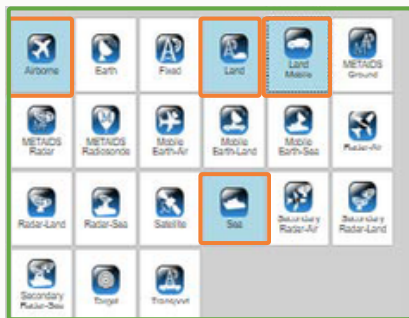 Airborne
Earth
Fixed
Land
Land
Mobile
METAIDS
Ground
METAIDS
Radar
METAIDS
Radiosonde
Mobile
Earth-Air
Mobile
Earth-Land
Mobile
Earth-Sea
Radar-Air
Radar-Land
Radar-Sea
Satellite
Sea
Secondary
Radar-Air
Secondary
Radar-Land
Secondary
Radar-Sea
Target
Transport